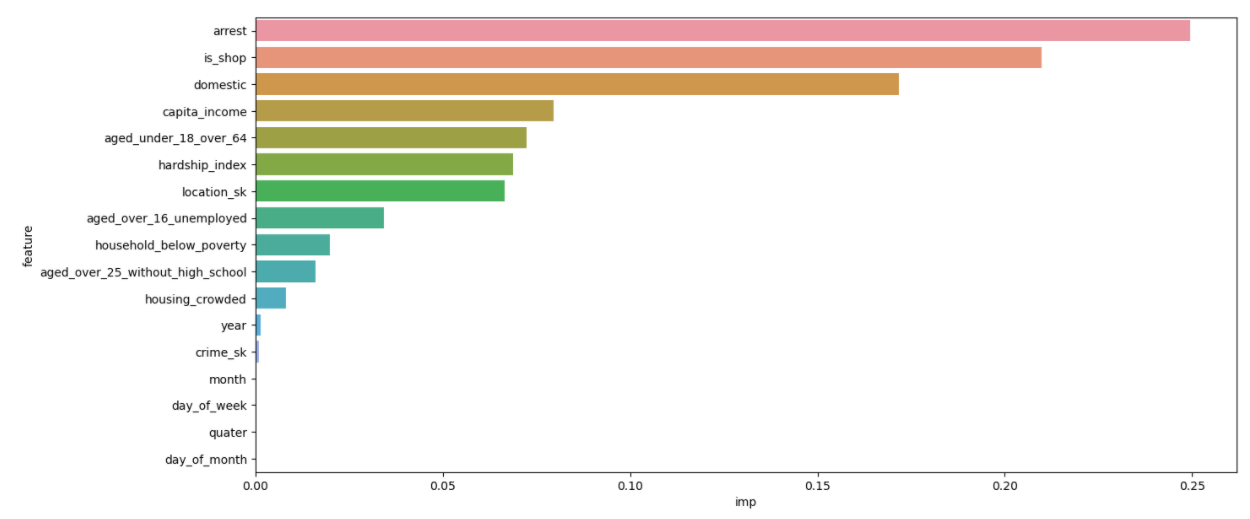 arrest
is_shop
domestic
capita_income
aged_under_18_over_64
hardship_index
location_sk
aged_over_16_unemployed
household_below_poverty
aged_over_25_without_high_school
housing_crowded
year
crime_sk
month
day_of_week
quater
day_of_month
feature
0.00 0.05 0.10 0.15 0.20 0.25
imp